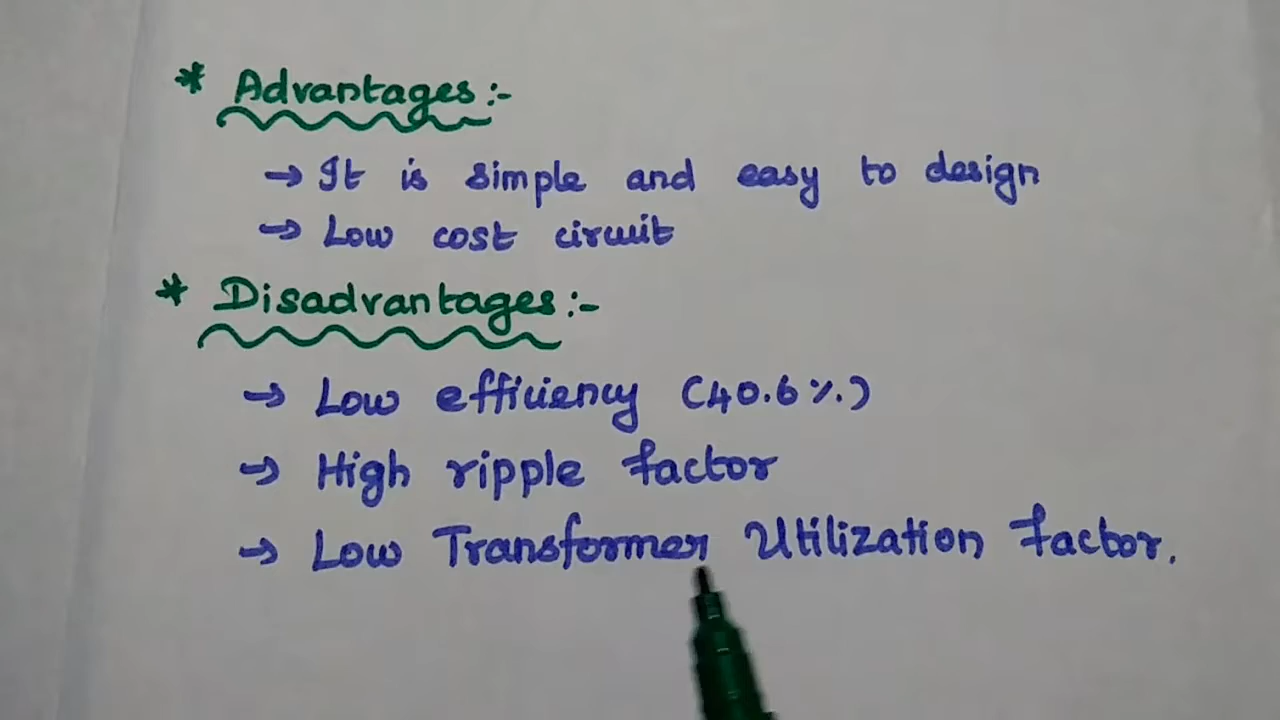 * Advantages :-
→ It is simple and easy to design
→ Low cost circuit
* Disadvantages :-
→ Low efficiency (40.6%)
→ High ripple factor
→ Low Transformer Utilization Factor.